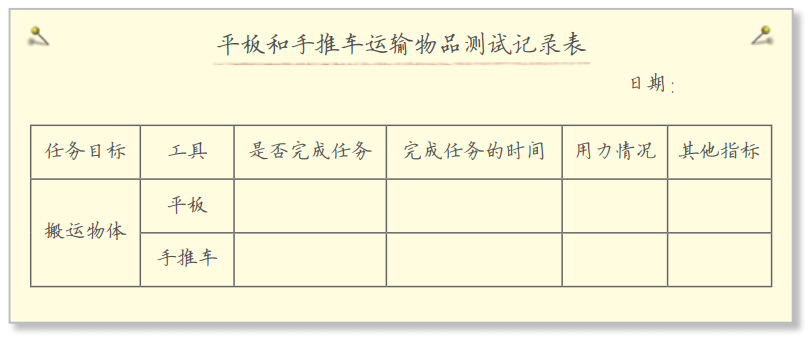 平板和手推车运输物品测试记录表
日期：
任务目标 工具 是否完成任务 完成任务的时间 用力情况 其他指标
搬运物体 平板
手推车